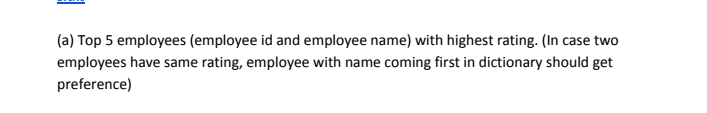 (a) Top 5 employees (employee id and employee name) with highest rating. (In case two
employees have same rating, employee with name coming first in dictionary should get
preference)